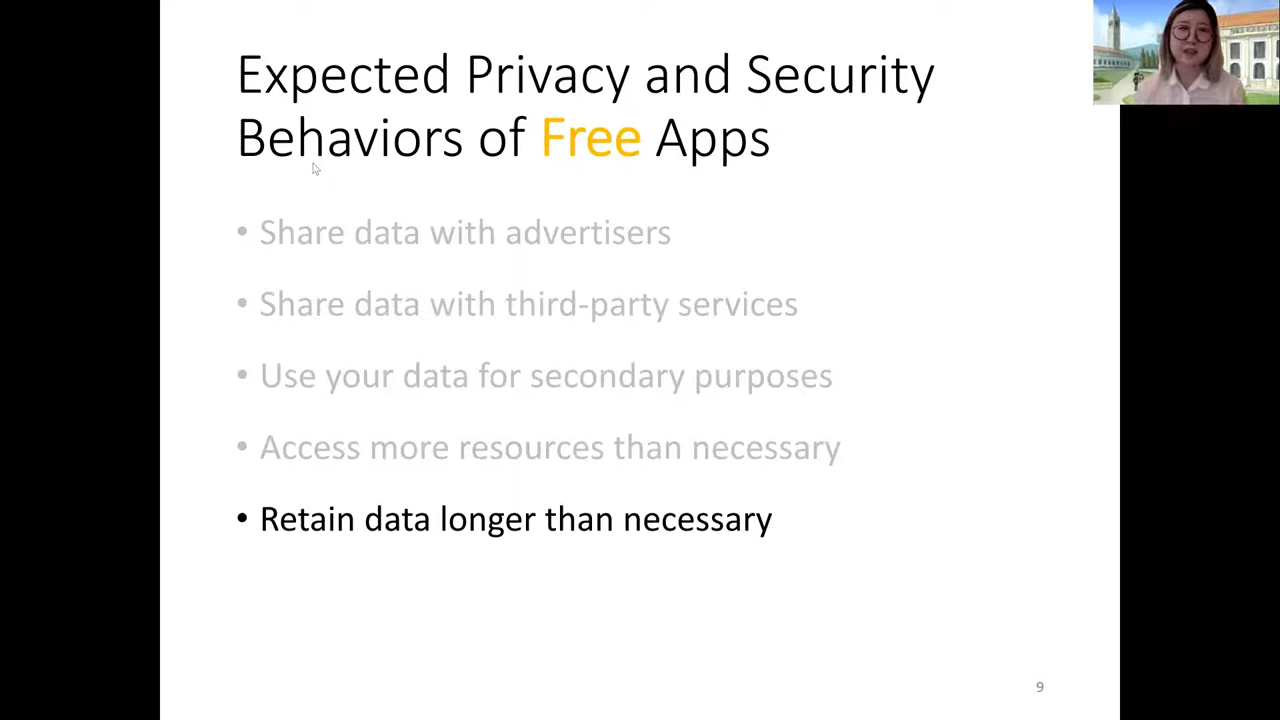 Expected Privacy and Security
Behaviors of Free Apps
• Share data with advertisers
• Share data with third-party services
• Use your data for secondary purposes
• Access more resources than necessary
• Retain data longer than necessary
9